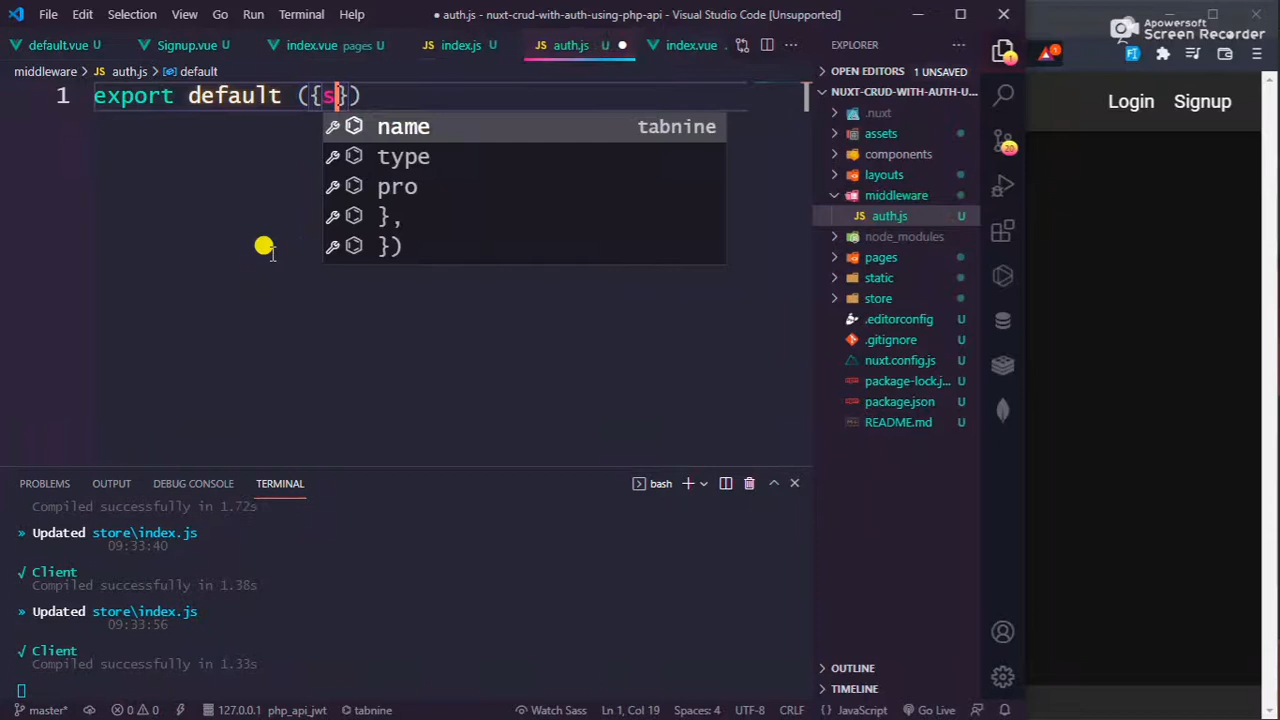 File Edit Selection View Go Run Terminal Help
● auth.js - nuxt-crud-with-auth-using-php-api - Visual Studio Code [Unsupported]
default.vue U
Signup.vue U
index.vue pages U
JS index.js U
JS auth.js U
index.vue
middleware > JS auth.js > default
1 export default ({s})
name tabnine
type
pro
},
})
EXPLORER
OPEN EDITORS 1 UNSAVED
NUXT-CRUD-WITH-AUTH-U...
.nuxt
assets
components
layouts
middleware
JS auth.js U
node_modules
pages
static
store
.editorconfig U
.gitignore U
nuxt.config.js U
package-lock.j... U
package.json U
README.md U
OUTLINE
TIMELINE
1
20
PROBLEMS OUTPUT DEBUG CONSOLE TERMINAL
bash
Compiled successfully in 1.72s
» Updated store\index.js
09:33:40
√ Client
Compiled successfully in 1.38s
» Updated store\index.js
09:33:56
√ Client
Compiled successfully in 1.33s
master* 0 0 127.0.0.1 php_api_jwt tabnine
Watch Sass Ln 1, Col 19 Spaces: 4 UTF-8 CRLF JavaScript Go Live
Apowersoft
Screen Recorder
1
Login Signup